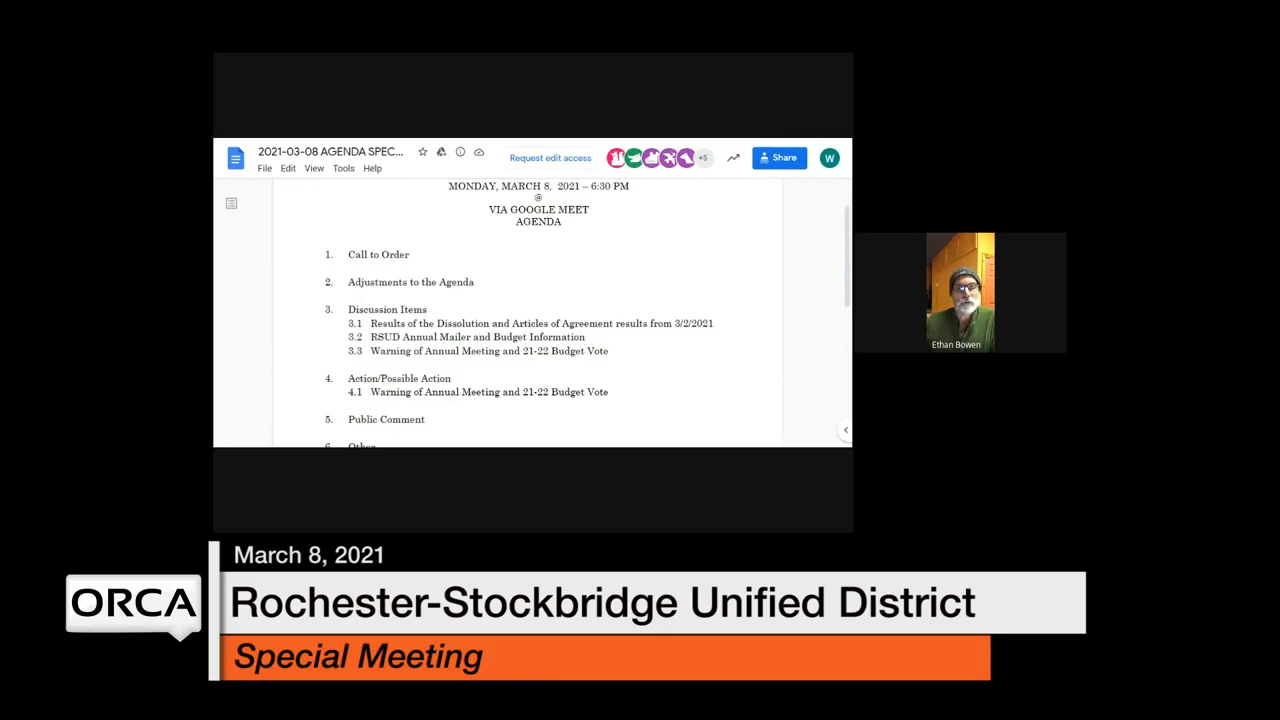 2021-03-08 AGENDA SPEC...
File Edit View Tools Help
Request edit access
+5
Share
W
MONDAY, MARCH 8, 2021 – 6:30 PM
@
VIA GOOGLE MEET
AGENDA
1. Call to Order
2. Adjustments to the Agenda
3. Discussion Items
3.1 Results of the Dissolution and Articles of Agreement results from 3/2/2021
3.2 RSUD Annual Mailer and Budget Information
3.3 Warning of Annual Meeting and 21-22 Budget Vote
4. Action/Possible Action
4.1 Warning of Annual Meeting and 21-22 Budget Vote
5. Public Comment
6. Other
Ethan Bowen
March 8, 2021
ORCA
Rochester-Stockbridge Unified District
Special Meeting